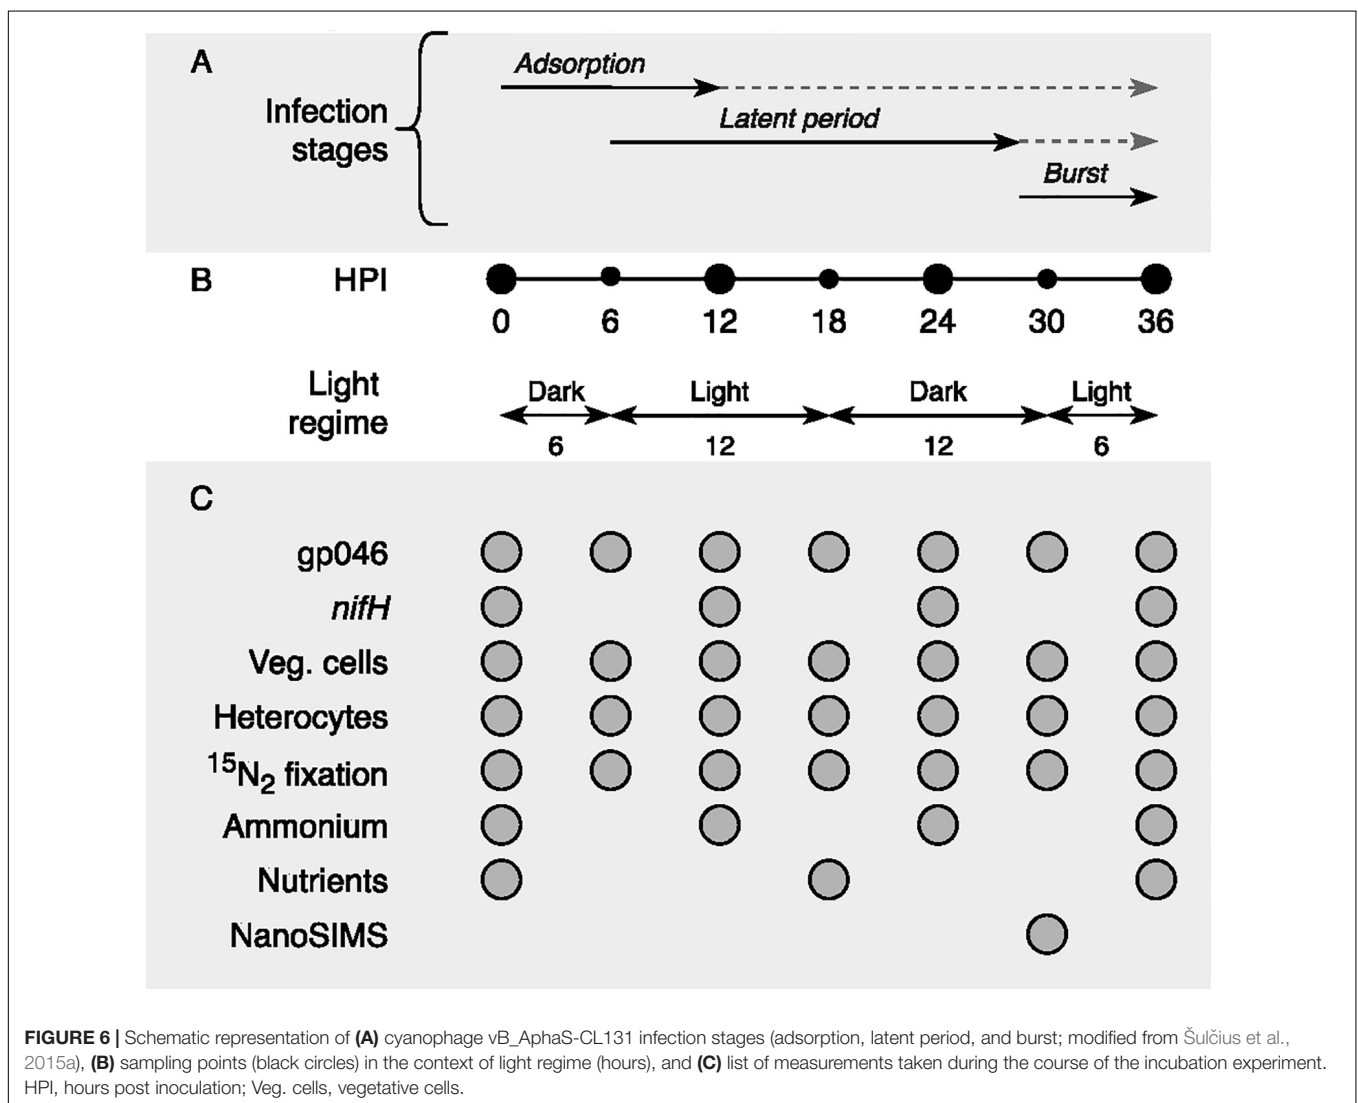 A
Adsorption
Infection
stages
Latent period
Burst
B
HPI
0 6 12 18 24 30 36
Light
regime
Dark Light Dark Light
6 12 12 6
C
gp046
nifH
Veg. cells
Heterocytes
15N2 fixation
Ammonium
Nutrients
NanoSIMS
FIGURE 6 | Schematic representation of (A) cyanophage vB_AphaS-CL131 infection stages (adsorption, latent period, and burst; modified from Šulčius et al.,
2015a), (B) sampling points (black circles) in the context of light regime (hours), and (C) list of measurements taken during the course of the incubation experiment.
HPI, hours post inoculation; Veg. cells, vegetative cells.